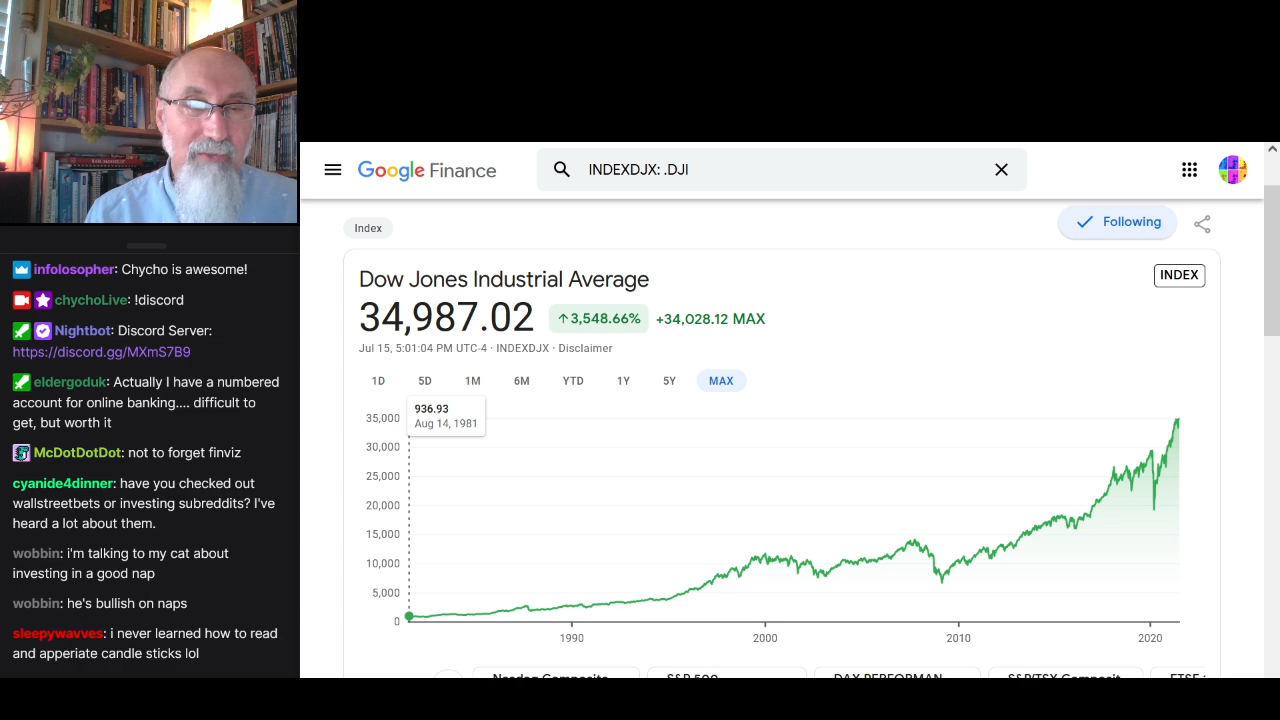 infolosopher: Chycho is awesome!
chychoLive: !discord
Nightbot: Discord Server:
https://discord.gg/MXmS7B9
eldergoduk: Actually I have a numbered
account for online banking.... difficult to
get, but worth it
McDotDotDot: not to forget finviz
cyanide4dinner: have you checked out
wallstreetbets or investing subreddits? I've
heard a lot about them.
wobbin: i'm talking to my cat about
investing in a good nap
wobbin: he's bullish on naps
sleepywavves: i never learned how to read
and apperiate candle sticks lol
Google Finance
INDEXDJX: .DJI
Index
Following
Dow Jones Industrial Average
INDEX
34,987.02 ↑3,548.66% +34,028.12 MAX
Jul 15, 5:01:04 PM UTC-4 · INDEXDJX · Disclaimer
1D 5D 1M 6M YTD 1Y 5Y MAX
936.93
Aug 14, 1981
35,000
30,000
25,000
20,000
15,000
10,000
5,000
0
1990 2000 2010 2020
Nasdaq Composite S&P 500 DAX PERFORMAN S&P/TSX Composit